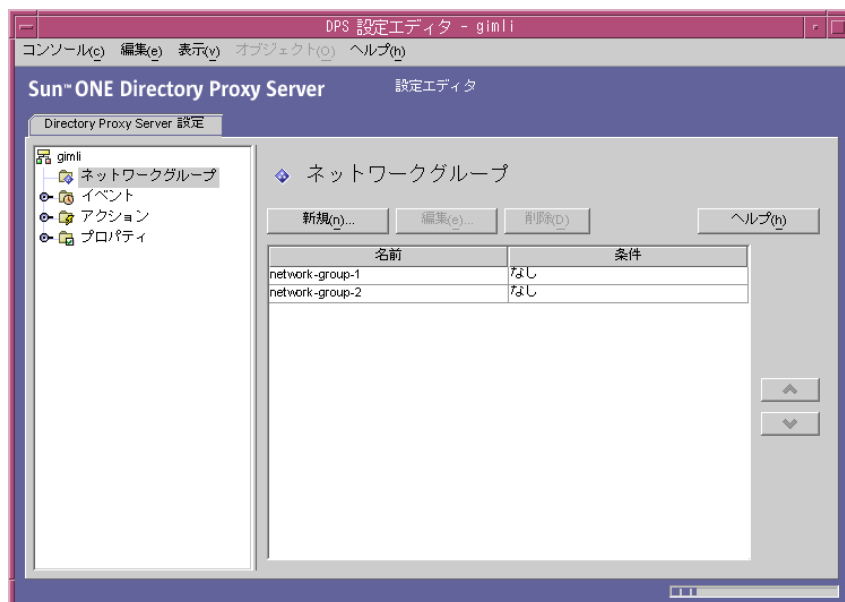 DPS 設定エディタ - gimli
コンソール(c) 編集(e) 表示(v) オブジェクト(o) ヘルプ(h)
Sun™ ONE Directory Proxy Server 設定エディタ
Directory Proxy Server 設定
gimli
ネットワークグループ
イベント
アクション
プロパティ
ネットワークグループ
新規(n)... 編集(e)... 削除(D) ヘルプ(h)
名前 条件
network-group-1 なし
network-group-2 なし